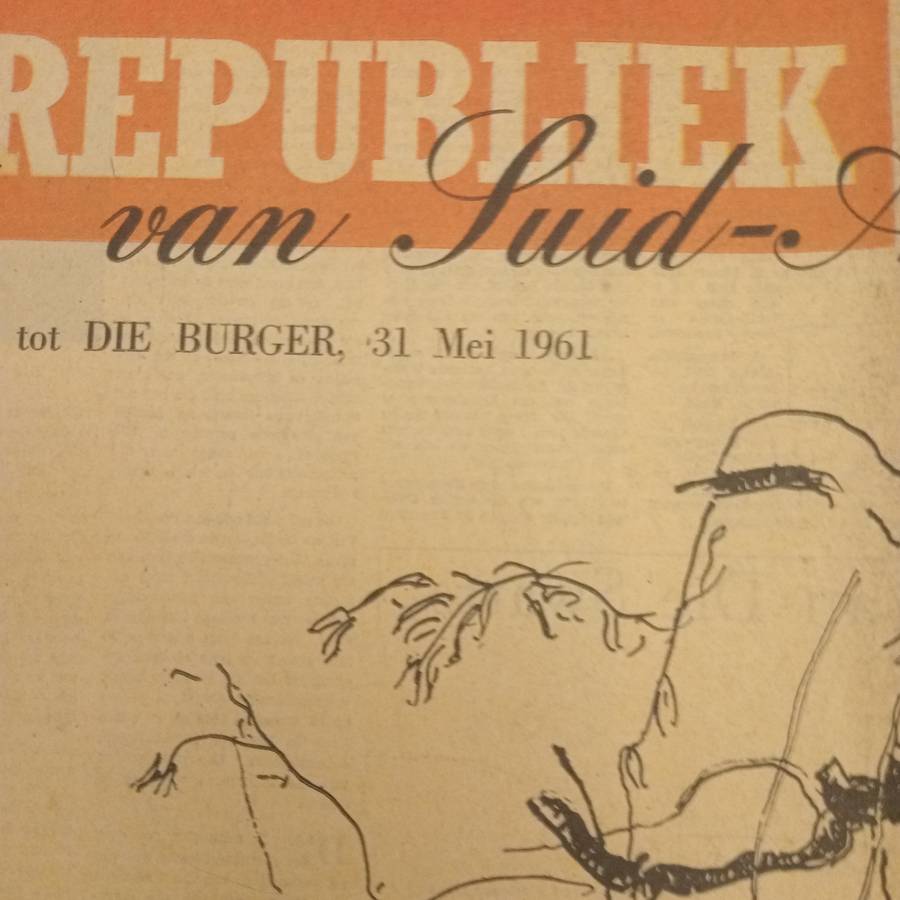 REPUBLIEK
van Suid-A
tot DIE BURGER, 31 Mei 1961